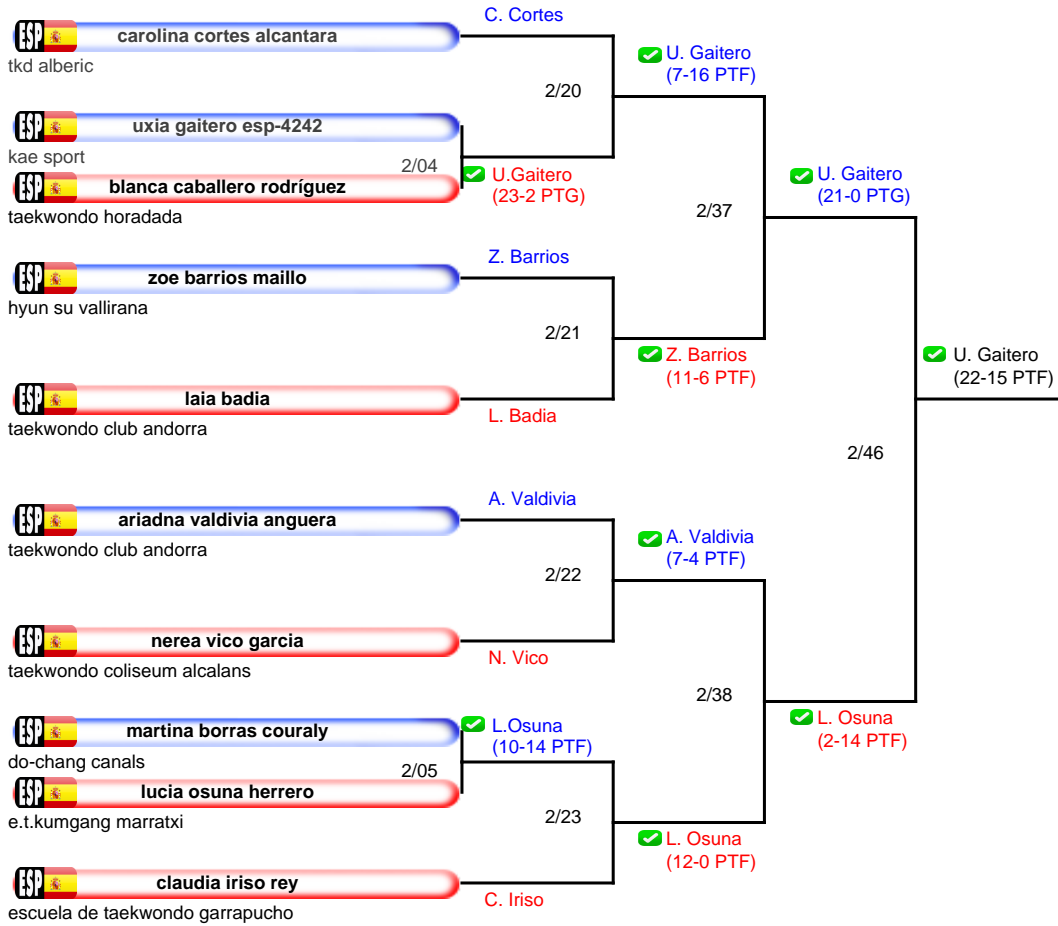 C. Cortes
ESP carolina cortes alcantara
tkd alberic
U. Gaitero
(7-16 PTF)
2/20
ESP uxia gaitero esp-4242
kae sport
2/04
U.Gaitero
(23-2 PTG)
ESP blanca caballero rodríguez
taekwondo horadada
U. Gaitero
(21-0 PTG)
2/37
Z. Barrios
ESP zoe barrios maillo
hyun su vallirana
2/21
Z. Barrios
(11-6 PTF)
U. Gaitero
(22-15 PTF)
ESP laia badia
L. Badia
taekwondo club andorra
2/46
A. Valdivia
ESP ariadna valdivia anguera
taekwondo club andorra
A. Valdivia
(7-4 PTF)
2/22
ESP nerea vico garcia
N. Vico
taekwondo coliseum alcalans
2/38
L. Osuna
(2-14 PTF)
ESP martina borras couraly
do-chang canals
L.Osuna
(10-14 PTF)
2/05
ESP lucia osuna herrero
e.t.kumgang marratxi
2/23
L. Osuna
(12-0 PTF)
ESP claudia iriso rey
C. Iriso
escuela de taekwondo garrapucho